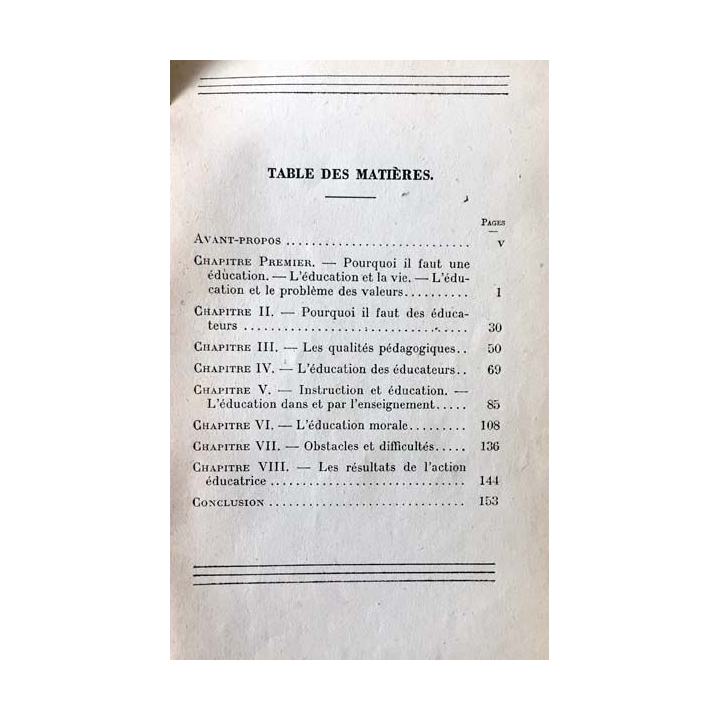 TABLE DES MATIÈRES.
PAGES
AVANT-PROPOS ............................ V
CHAPITRE PREMIER. — Pourquoi il faut une
éducation. — L'éducation et la vie. — L'édu-
cation et le problème des valeurs.......... 1
CHAPITRE II. — Pourquoi il faut des éduca-
teurs .................................. 30
CHAPITRE III. — Les qualités pédagogiques.. 50
CHAPITRE IV. — L'éducation des éducateurs.. 69
CHAPITRE V. — Instruction et éducation. —
L'éducation dans et par l'enseignement..... 85
CHAPITRE VI. — L'éducation morale......... 108
CHAPITRE VII. — Obstacles et difficultés..... 136
CHAPITRE VIII. — Les résultats de l'action
éducatrice .............................. 144
CONCLUSION .............................. 153